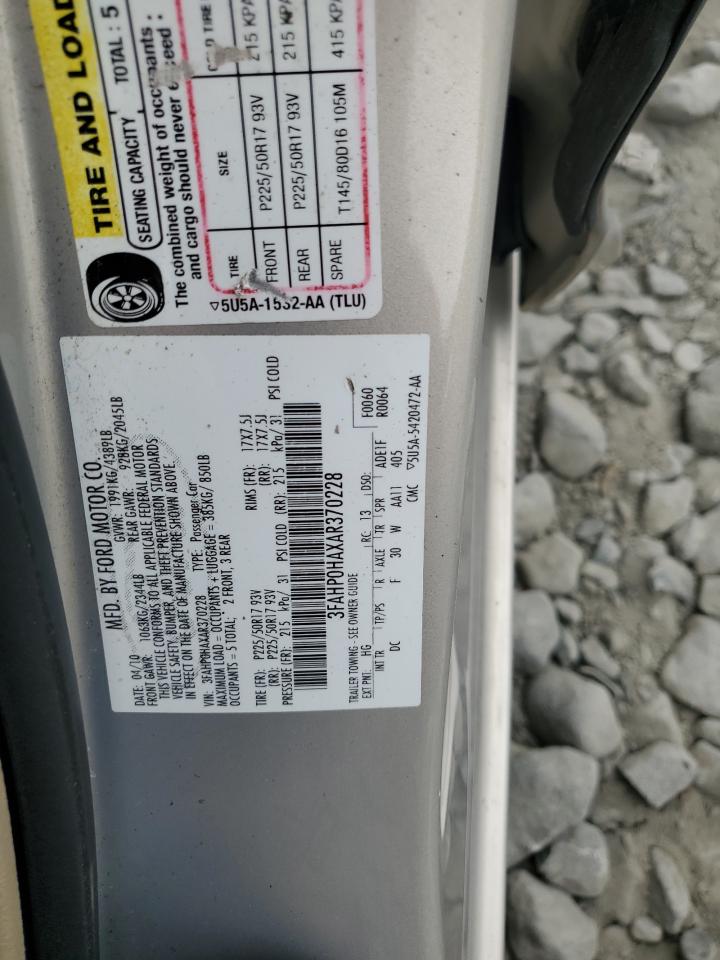 TIRE AND LOAD
SEATING CAPACITY TOTAL : 5
The combined weight of occupants :
and cargo should never exceed :
TIRE SIZE COLD TIRE
FRONT P225/50R17 93V 215 KPA
REAR P225/50R17 93V 215 KPA
SPARE T145/80D16 105M 415 KPA
▽5U5A-1532-AA (TLU)
MFD. BY FORD MOTOR CO.
DATE: 04/10 GVWR: 1991KG/4389LB
FRONT GAWR: 1063KG/2344LB REAR GAWR: 928KG/2045LB
THIS VEHICLE CONFORMS TO ALL APPLICABLE FEDERAL MOTOR
VEHICLE SAFETY, BUMPER, AND THEFT PREVENTION STANDARDS
IN EFFECT ON THE DATE OF MANUFACTURE SHOWN ABOVE.
VIN: 3FAHP0HAXAR370228 TYPE: Passenger Car
MAXIMUM LOAD = OCCUPANTS + LUGGAGE = 385KG/ 850LB
OCCUPANTS = 5 TOTAL; 2 FRONT, 3 REAR
TIRE (FR): P225/50R17 93V RIMS (FR): 17X7.5J
(RR): P225/50R17 93V (RR): 17X7.5J
PRESSURE (FR): 215 kPa/ 31 PSI COLD (RR): 215 kPa/ 31 PSI COLD
3FAHP0HAXAR370228
TRAILER TOWING - SEE OWNER GUIDE F0060
EXT PNT: HG RC: 13 DSO: R0064
INT TR TP/PS R AXLE TR SPR ADE1F
DC F 30 W AA11 405
CMC ▽5U5A-5420472-AA